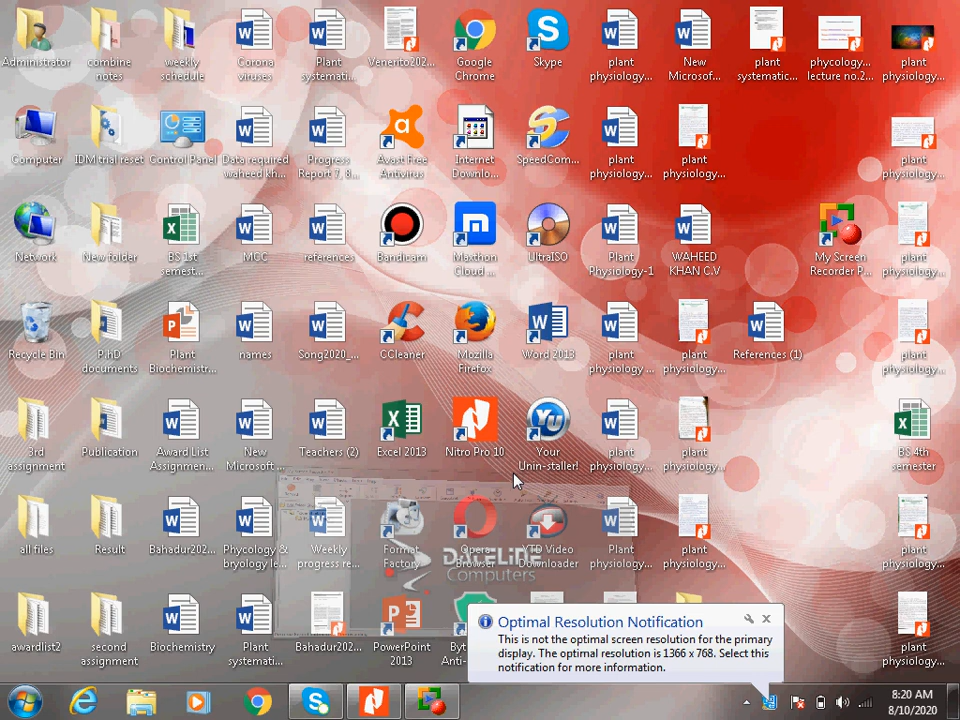 Administrator
combine
notes
weekly
schedule
Corona
viruses
Plant
systemati...
Venerito202...
Google
Chrome
Skype
plant
physiology...
New
Microsof...
plant
systematic...
phycology...
lecture no.2...
plant
physiology...
Computer
IDM trial reset
Control Panel
Data required
waheed kh...
Progress
Report 7, 8...
Avast Free
Antivirus
Internet
Downlo...
SpeedCom...
plant
physiology...
plant
physiology...
plant
physiology...
Network
New folder
BS 1st
semest...
MCC
references
Bandicam
Maxthon
Cloud ...
UltraISO
Plant
Physiology-1
WAHEED
KHAN C.V
My Screen
Recorder P...
plant
physiology...
Recycle Bin
P.hD
documents
Plant
Biochemistr...
names
Song2020_...
CCleaner
Mozilla
Firefox
Word 2013
plant
physiology ...
plant
physiology...
References (1)
plant
physiology...
3rd
assignment
Publication
Award List
Assignmen...
New
Microsoft ...
Teachers (2)
Excel 2013
Nitro Pro 10
Your
Unin-staller!
plant
physiology...
plant
physiology...
BS 4th
semester
all files
Result
Bahadur202...
Phycology &
bryology le...
Weekly
progress re...
Format
Factory
Opera
Browser
YTD Video
Downloader
Plant
physiology...
plant
physiology...
plant
physiology...
DATELINE
Computers
awardlist2
second
assignment
Biochemistry
Plant
systemati...
Bahadur202...
PowerPoint
2013
Byt
Anti-
plant
physiology...
Optimal Resolution Notification
This is not the optimal screen resolution for the primary
display. The optimal resolution is 1366 x 768. Select this
notification for more information.
8:20 AM
8/10/2020